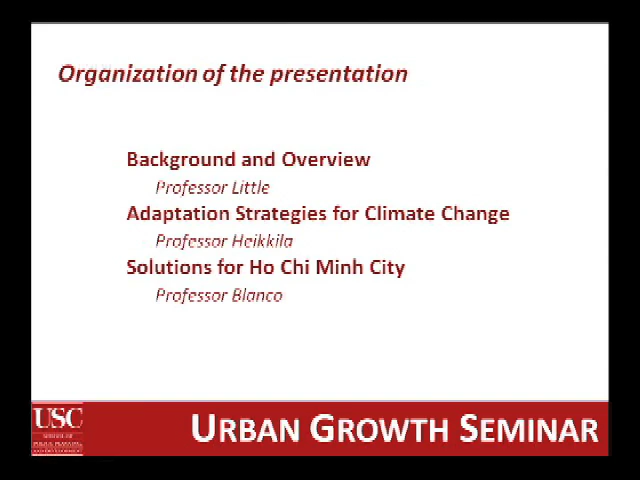 Organization of the presentation
Background and Overview
Professor Little
Adaptation Strategies for Climate Change
Professor Heikkila
Solutions for Ho Chi Minh City
Professor Blanco
USC
URBAN GROWTH SEMINAR